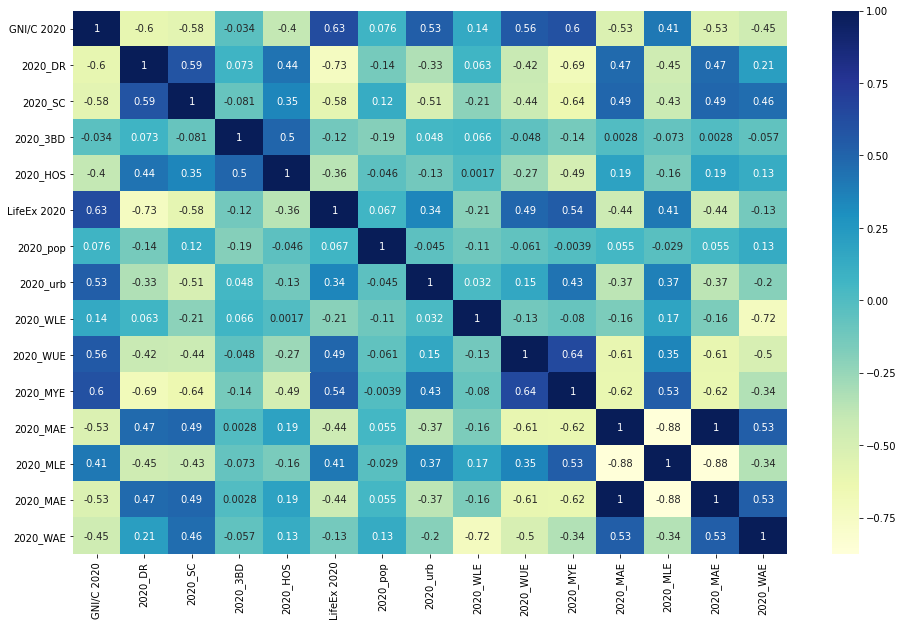 GNI/C 2020 1 -0.6 -0.58 -0.034 -0.4 0.63 0.076 0.53 0.14 0.56 0.6 -0.53 0.41 -0.53 -0.45
2020_DR -0.6 1 0.59 0.073 0.44 -0.73 -0.14 -0.33 0.063 -0.42 -0.69 0.47 -0.45 0.47 0.21
2020_SC -0.58 0.59 1 -0.081 0.35 -0.58 0.12 -0.51 -0.21 -0.44 -0.64 0.49 -0.43 0.49 0.46
2020_3BD -0.034 0.073 -0.081 1 0.5 -0.12 -0.19 0.048 0.066 -0.048 -0.14 0.0028 -0.073 0.0028 -0.057
2020_HOS -0.4 0.44 0.35 0.5 1 -0.36 -0.046 -0.13 0.0017 -0.27 -0.49 0.19 -0.16 0.19 0.13
LifeEx 2020 0.63 -0.73 -0.58 -0.12 -0.36 1 0.067 0.34 -0.21 0.49 0.54 -0.44 0.41 -0.44 -0.13
2020_pop 0.076 -0.14 0.12 -0.19 -0.046 0.067 1 -0.045 -0.11 -0.061 -0.0039 0.055 -0.029 0.055 0.13
2020_urb 0.53 -0.33 -0.51 0.048 -0.13 0.34 -0.045 1 0.032 0.15 0.43 -0.37 0.37 -0.37 -0.2
2020_WLE 0.14 0.063 -0.21 0.066 0.0017 -0.21 -0.11 0.032 1 -0.13 -0.08 -0.16 0.17 -0.16 -0.72
2020_WUE 0.56 -0.42 -0.44 -0.048 -0.27 0.49 -0.061 0.15 -0.13 1 0.64 -0.61 0.35 -0.61 -0.5
2020_MYE 0.6 -0.69 -0.64 -0.14 -0.49 0.54 -0.0039 0.43 -0.08 0.64 1 -0.62 0.53 -0.62 -0.34
2020_MAE -0.53 0.47 0.49 0.0028 0.19 -0.44 0.055 -0.37 -0.16 -0.61 -0.62 1 -0.88 1 0.53
2020_MLE 0.41 -0.45 -0.43 -0.073 -0.16 0.41 -0.029 0.37 0.17 0.35 0.53 -0.88 1 -0.88 -0.34
2020_MAE -0.53 0.47 0.49 0.0028 0.19 -0.44 0.055 -0.37 -0.16 -0.61 -0.62 1 -0.88 1 0.53
2020_WAE -0.45 0.21 0.46 -0.057 0.13 -0.13 0.13 -0.2 -0.72 -0.5 -0.34 0.53 -0.34 0.53 1
GNI/C 2020
2020_DR
2020_SC
2020_3BD
2020_HOS
LifeEx 2020
2020_pop
2020_urb
2020_WLE
2020_WUE
2020_MYE
2020_MAE
2020_MLE
2020_MAE
2020_WAE
1.00
0.75
0.50
0.25
0.00
−0.25
−0.50
−0.75